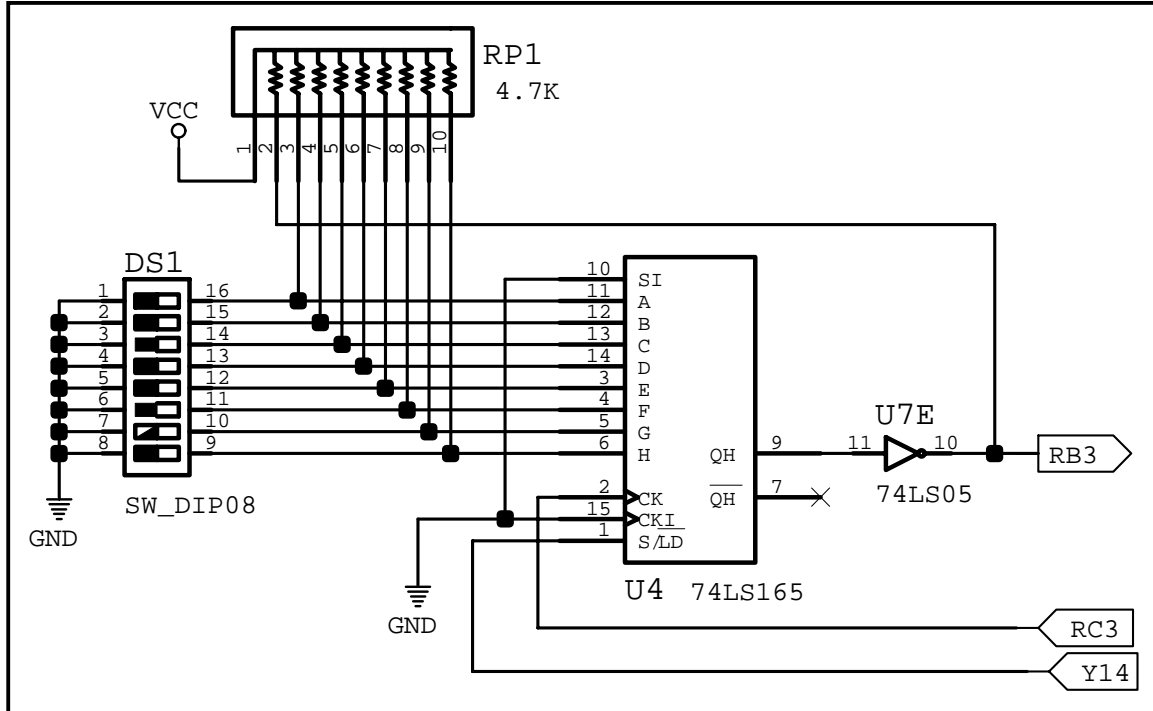 RP1
4.7K
VCC
1 2 3 4 5 6 7 8 9 10
DS1
1 16
2 15
3 14
4 13
5 12
6 11
7 10
8 9
SW_DIP08
GND
10 SI
11 A
12 B
13 C
14 D
3 E
4 F
5 G
6 H QH 9
2 CK QH 7
15 CKI
1 S/LD
U4 74LS165
GND
U7E
11 10
74LS05
RB3
RC3
Y14